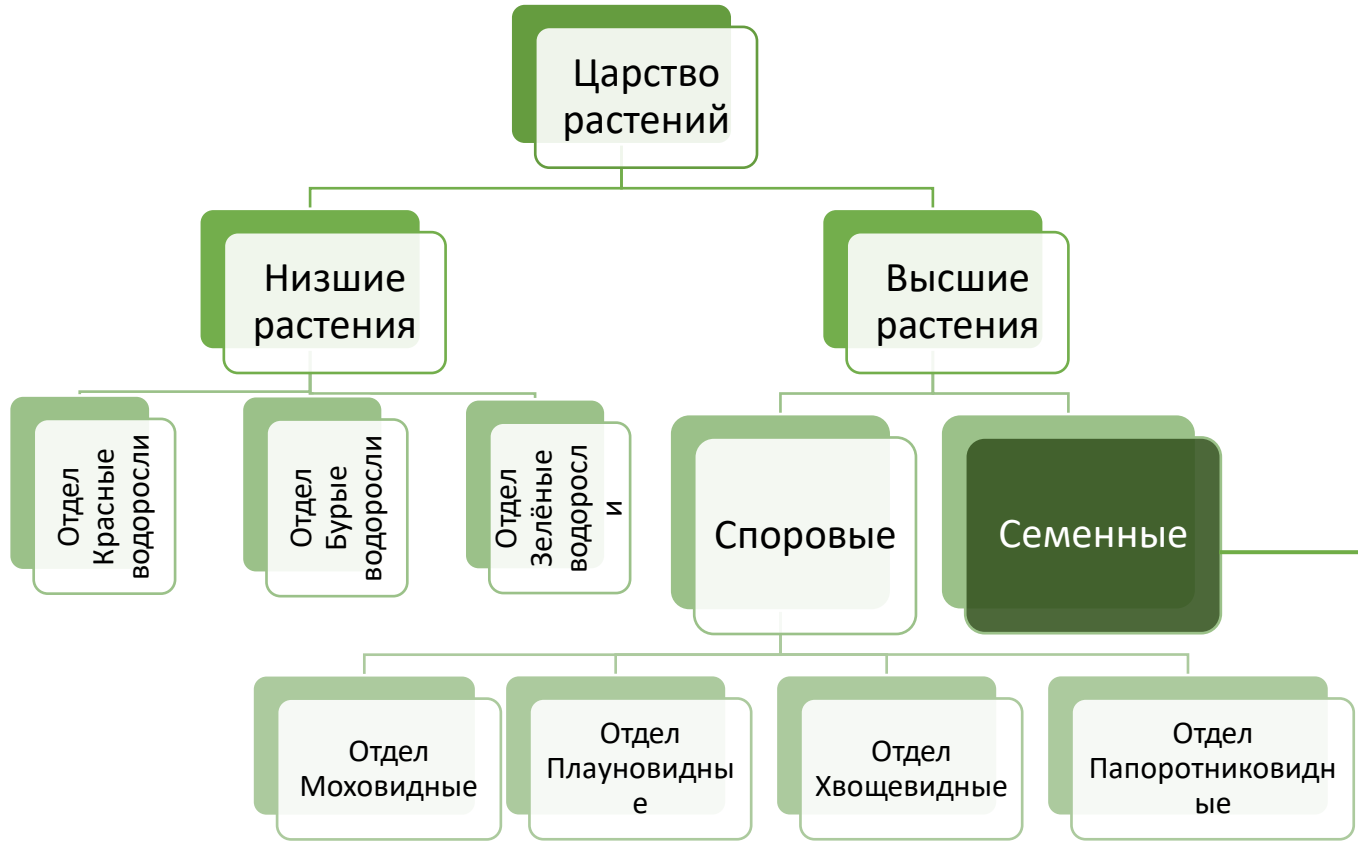 Царство
растений
Низшие
растения
Высшие
растения
Отдел
Красные
водоросли
Отдел
Бурые
водоросли
Отдел
Зелёные
водоросл
и
Споровые
Семенные
Отдел
Моховидные
Отдел
Плауновидны
е
Отдел
Хвощевидные
Отдел
Папоротниковидн
ые